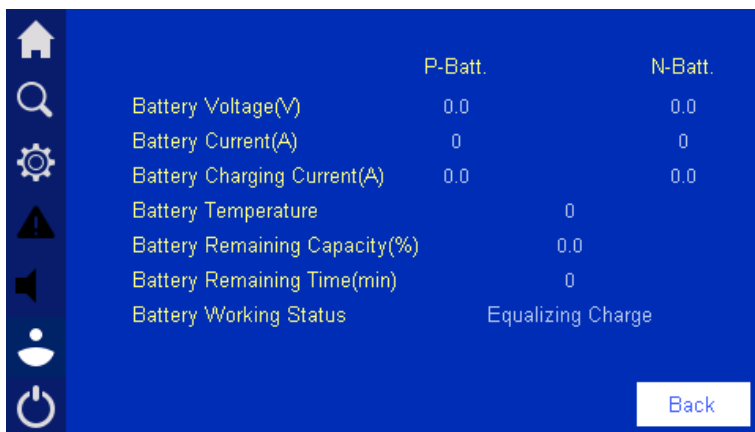 P-Batt. N-Batt.
Battery Voltage(V) 0.0 0.0
Battery Current(A) 0 0
Battery Charging Current(A) 0.0 0.0
Battery Temperature 0
Battery Remaining Capacity(%) 0.0
Battery Remaining Time(min) 0
Battery Working Status Equalizing Charge
Back